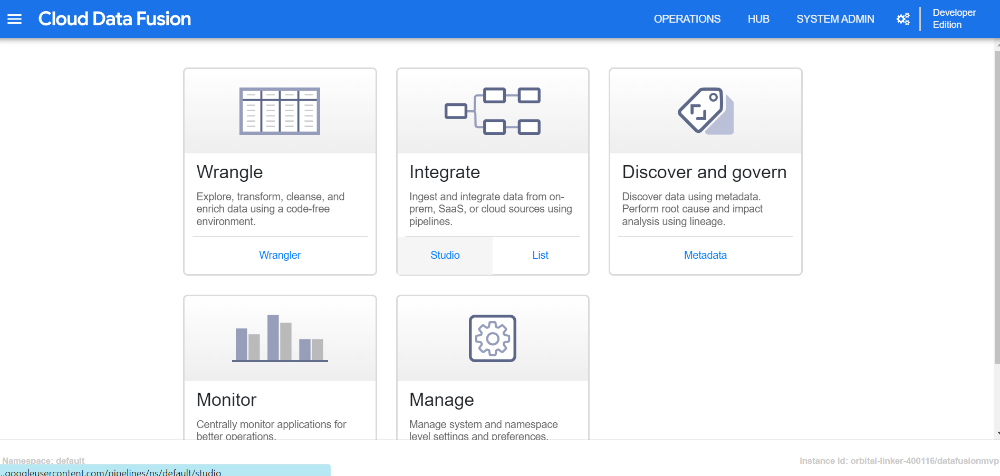 Cloud Data Fusion
OPERATIONS
HUB
SYSTEM ADMIN
Developer
Edition
Wrangle
Explore, transform, cleanse, and
enrich data using a code-free
environment.
Wrangler
Integrate
Ingest and integrate data from on-
prem, SaaS, or cloud sources using
pipelines.
Studio
List
Discover and govern
Discover data using metadata.
Perform root cause and impact
analysis using lineage.
Metadata
Monitor
Centrally monitor applications for
better operations.
Manage
Manage system and namespace
level settings and preferences.
Namespace: default
Instance Id: orbital-linker-400116/datafusionmvp
..googleusercontent.com/pipelines/ns/default/studio